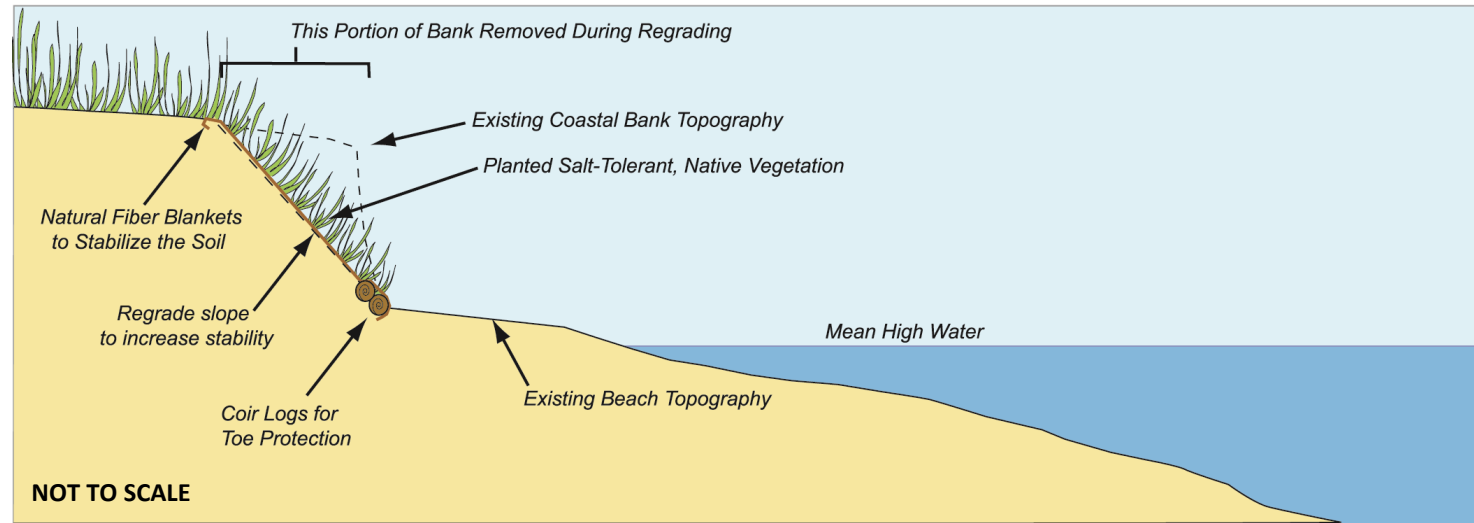 This Portion of Bank Removed During Regrading
Existing Coastal Bank Topography
Planted Salt-Tolerant, Native Vegetation
Natural Fiber Blankets
to Stabilize the Soil
Regrade slope
to increase stability
Mean High Water
Existing Beach Topography
Coir Logs for
Toe Protection
NOT TO SCALE